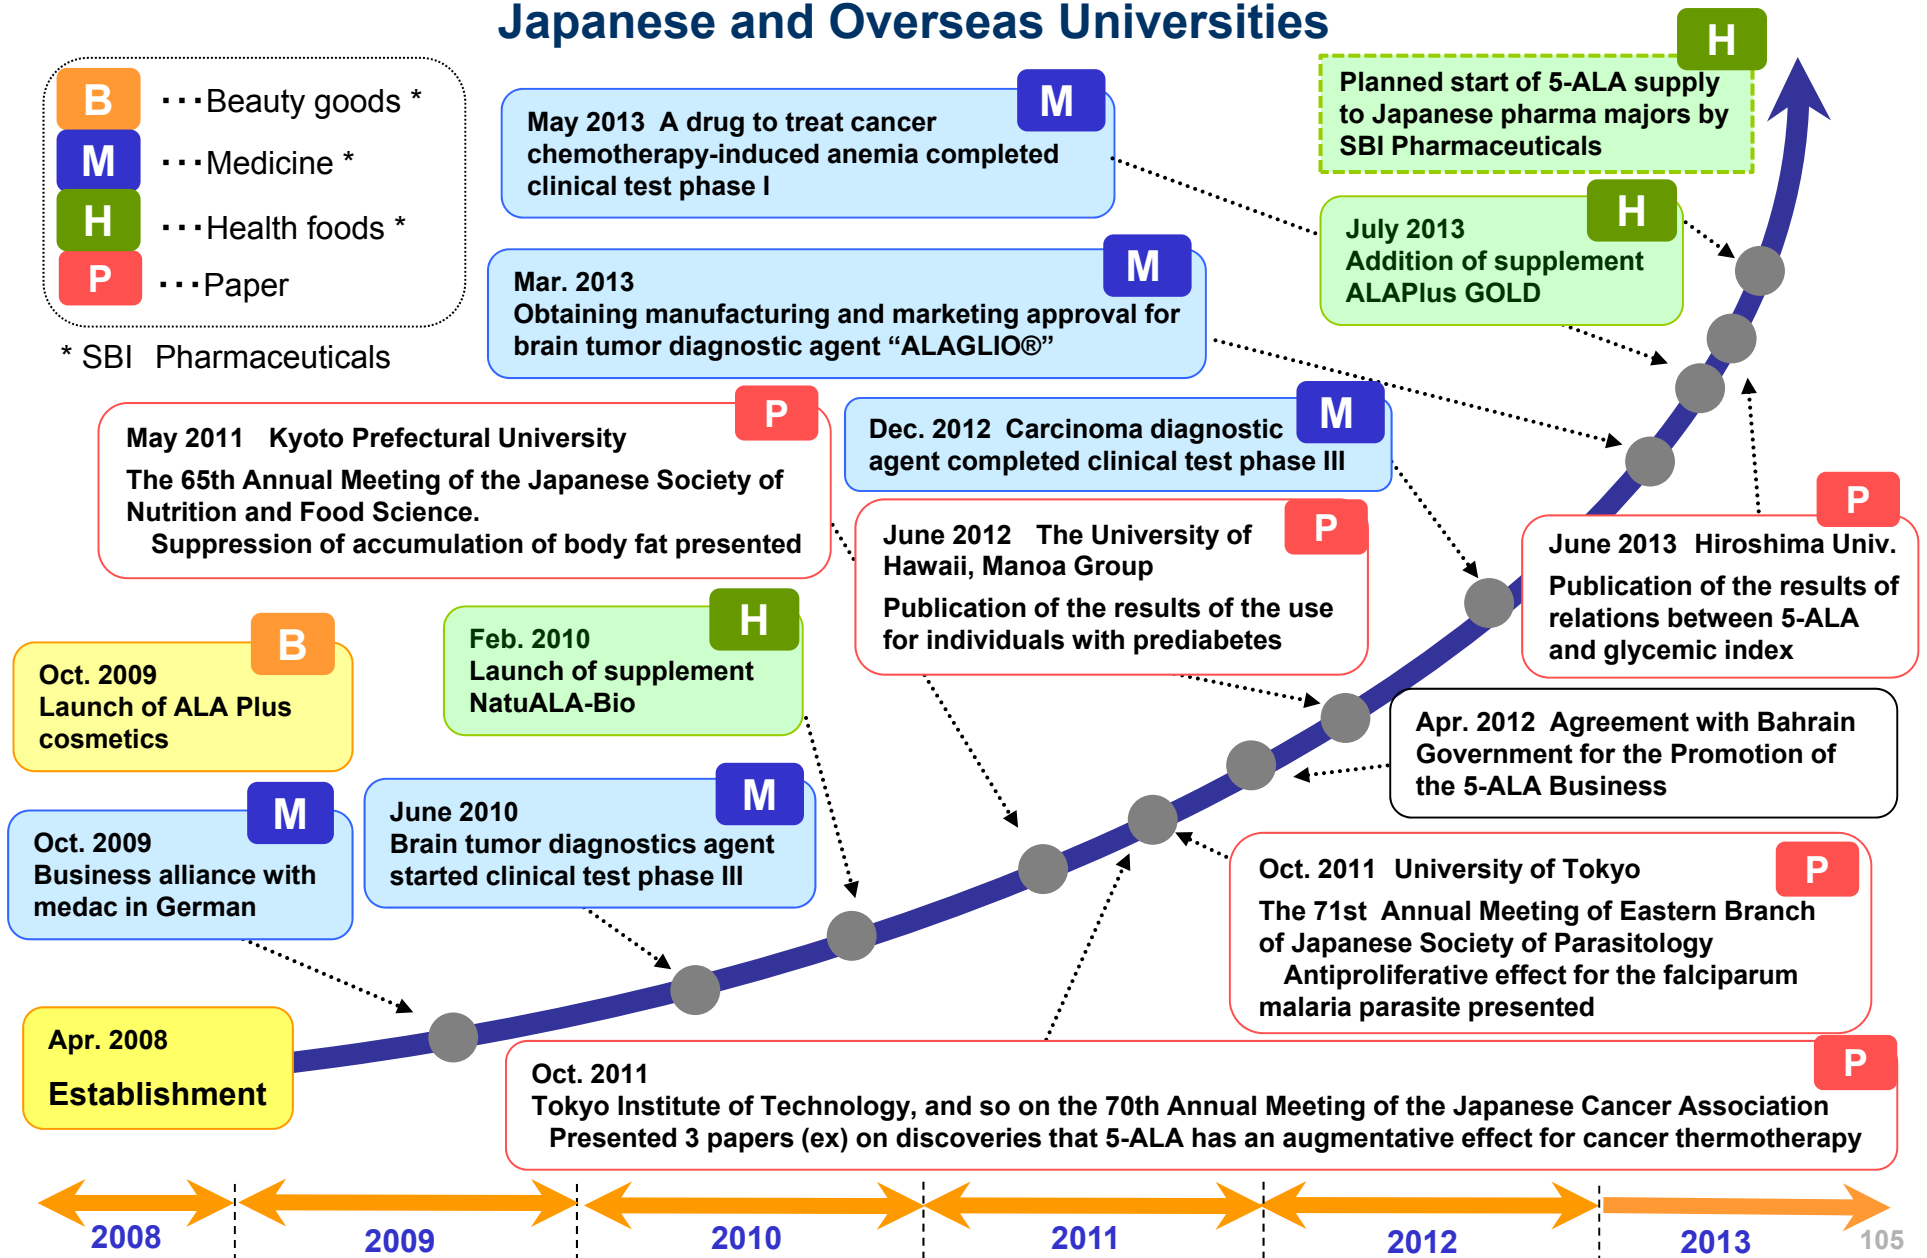 Japanese and Overseas Universities
B ･･･Beauty goods *
M ･･･Medicine *
H ･･･Health foods *
P ･･･Paper
* SBI Pharmaceuticals
M
May 2013 A drug to treat cancer
chemotherapy-induced anemia completed
clinical test phase I
H
Planned start of 5-ALA supply
to Japanese pharma majors by
SBI Pharmaceuticals
H
July 2013
Addition of supplement
ALAPlus GOLD
M
Mar. 2013
Obtaining manufacturing and marketing approval for
brain tumor diagnostic agent “ALAGLIO®”
P
May 2011 Kyoto Prefectural University
The 65th Annual Meeting of the Japanese Society of
Nutrition and Food Science.
Suppression of accumulation of body fat presented
M
Dec. 2012 Carcinoma diagnostic
agent completed clinical test phase III
P
June 2012 The University of
Hawaii, Manoa Group
Publication of the results of the use
for individuals with prediabetes
P
June 2013 Hiroshima Univ.
Publication of the results of
relations between 5-ALA
and glycemic index
B
Oct. 2009
Launch of ALA Plus
cosmetics
H
Feb. 2010
Launch of supplement
NatuALA-Bio
Apr. 2012 Agreement with Bahrain
Government for the Promotion of
the 5-ALA Business
M
Oct. 2009
Business alliance with
medac in German
M
June 2010
Brain tumor diagnostics agent
started clinical test phase III
P
Oct. 2011 University of Tokyo
The 71st Annual Meeting of Eastern Branch
of Japanese Society of Parasitology
Antiproliferative effect for the falciparum
malaria parasite presented
Apr. 2008
Establishment
P
Oct. 2011
Tokyo Institute of Technology, and so on the 70th Annual Meeting of the Japanese Cancer Association
Presented 3 papers (ex) on discoveries that 5-ALA has an augmentative effect for cancer thermotherapy
2008 2009 2010 2011 2012 2013
105